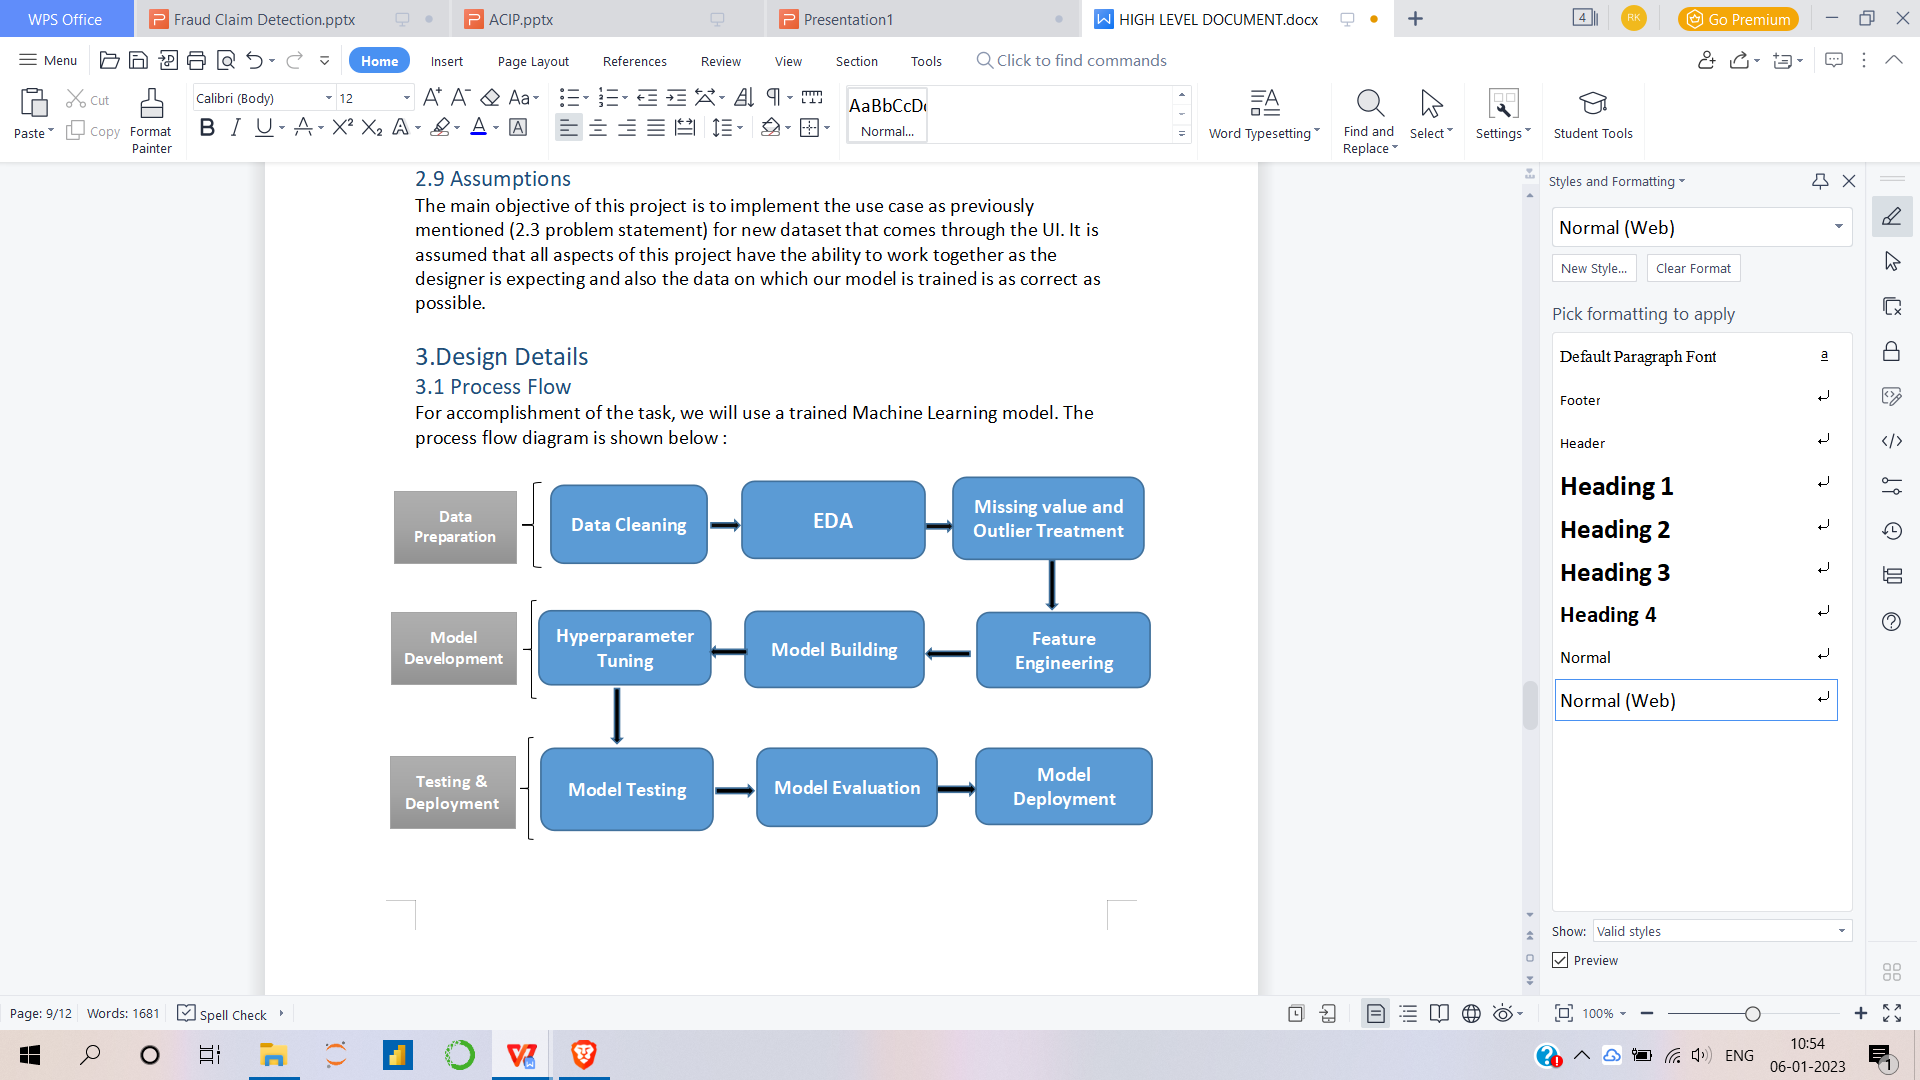 WPS Office
Fraud Claim Detection.pptx
ACIP.pptx
Presentation1
HIGH LEVEL DOCUMENT.docx
4
RK
Go Premium
Menu
Home
Insert
Page Layout
References
Review
View
Section
Tools
Click to find commands
Paste
Cut
Copy
Format
Painter
Calibri (Body)
12
AaBbCcD
Normal...
Word Typesetting
Find and
Replace
Select
Settings
Student Tools
2.9 Assumptions
The main objective of this project is to implement the use case as previously
mentioned (2.3 problem statement) for new dataset that comes through the UI. It is
assumed that all aspects of this project have the ability to work together as the
designer is expecting and also the data on which our model is trained is as correct as
possible.
3.Design Details
3.1 Process Flow
For accomplishment of the task, we will use a trained Machine Learning model. The
process flow diagram is shown below :
Data
Preparation
Data Cleaning
EDA
Missing value and
Outlier Treatment
Model
Development
Hyperparameter
Tuning
Model Building
Feature
Engineering
Testing &
Deployment
Model Testing
Model Evaluation
Model
Deployment
Styles and Formatting
Normal (Web)
New Style...
Clear Format
Pick formatting to apply
Default Paragraph Font
a
Footer
Header
Heading 1
Heading 2
Heading 3
Heading 4
Normal
Normal (Web)
Show:
Valid styles
Preview
Page: 9/12
Words: 1681
Spell Check
100%
ENG
10:54
06-01-2023
1